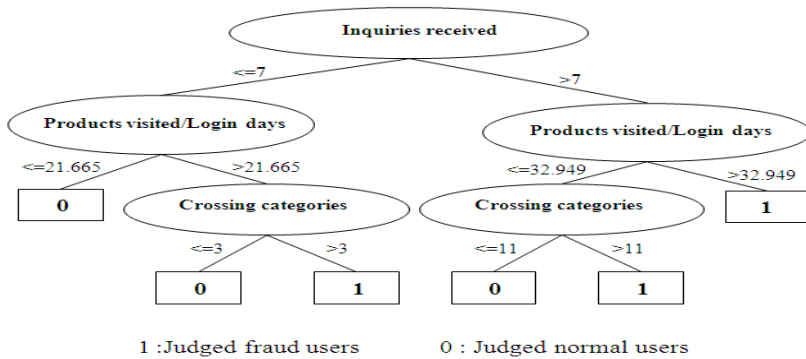 Inquiries received
<=7
>7
Products visited/Login days
Products visited/Login days
<=21.665
>21.665
<=32.949
>32.949
0
Crossing categories
Crossing categories
1
<=3
>3
<=11
>11
0
1
0
1
1 :Judged fraud users
0 : Judged normal users